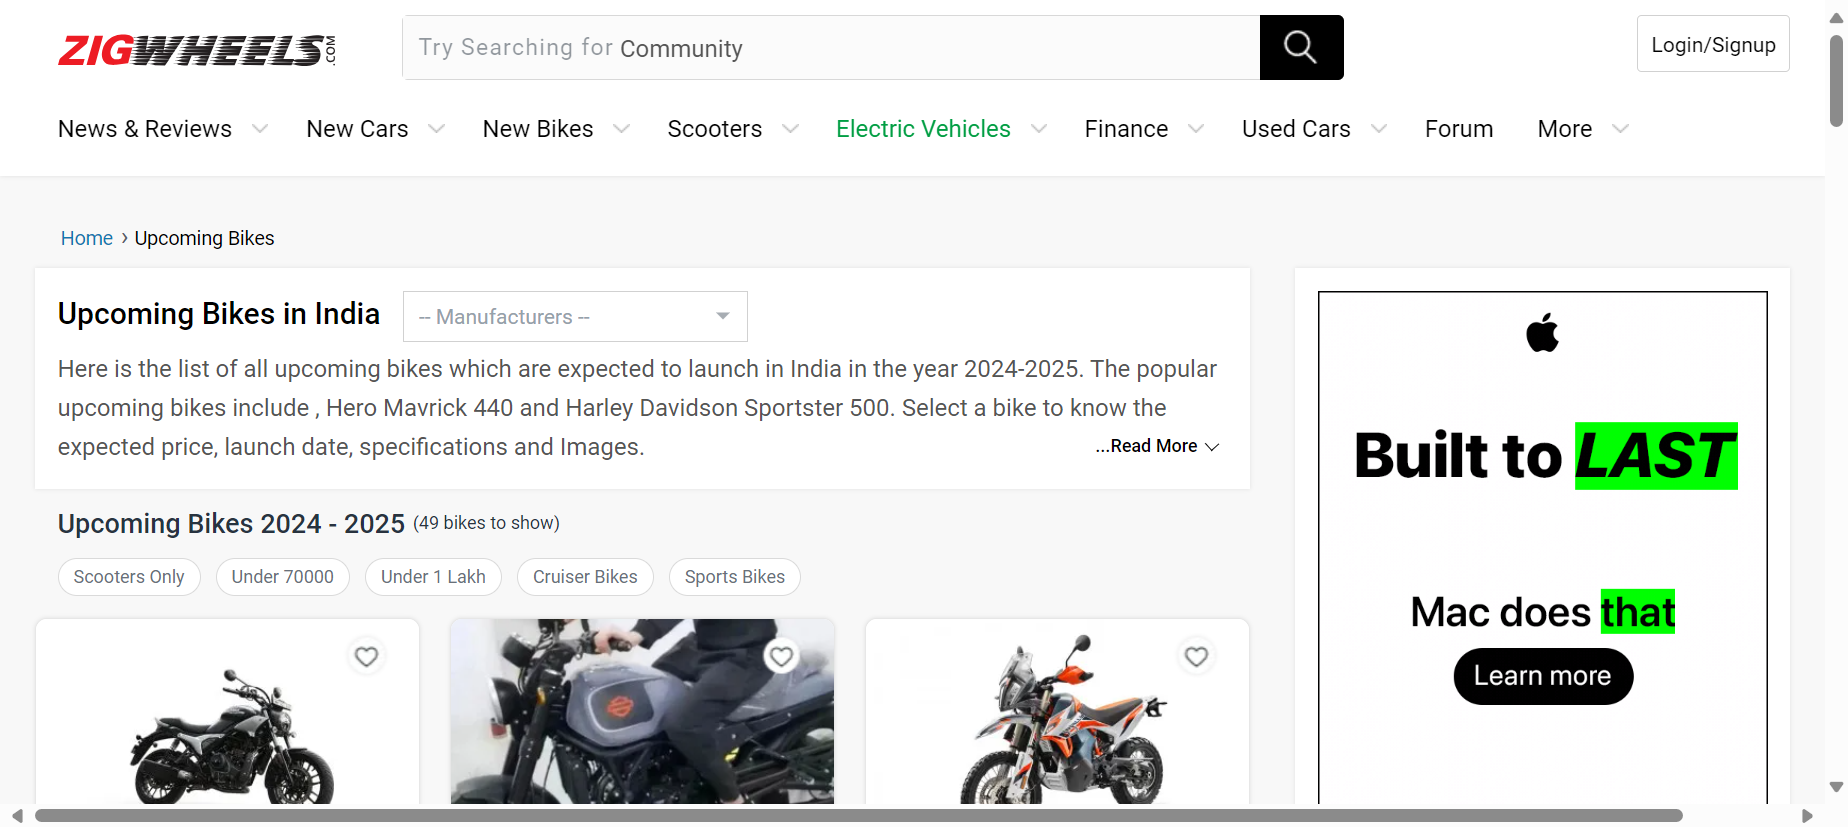 ZIGWHEELS.COM
Try Searching for Community
Login/Signup
News & Reviews New Cars New Bikes Scooters Electric Vehicles Finance Used Cars Forum More
Home › Upcoming Bikes
Upcoming Bikes in India -- Manufacturers --
Here is the list of all upcoming bikes which are expected to launch in India in the year 2024-2025. The popular
upcoming bikes include , Hero Mavrick 440 and Harley Davidson Sportster 500. Select a bike to know the
expected price, launch date, specifications and Images. ...Read More
Upcoming Bikes 2024 - 2025 (49 bikes to show)
Scooters Only Under 70000 Under 1 Lakh Cruiser Bikes Sports Bikes
Built to LAST
Mac does that
Learn more